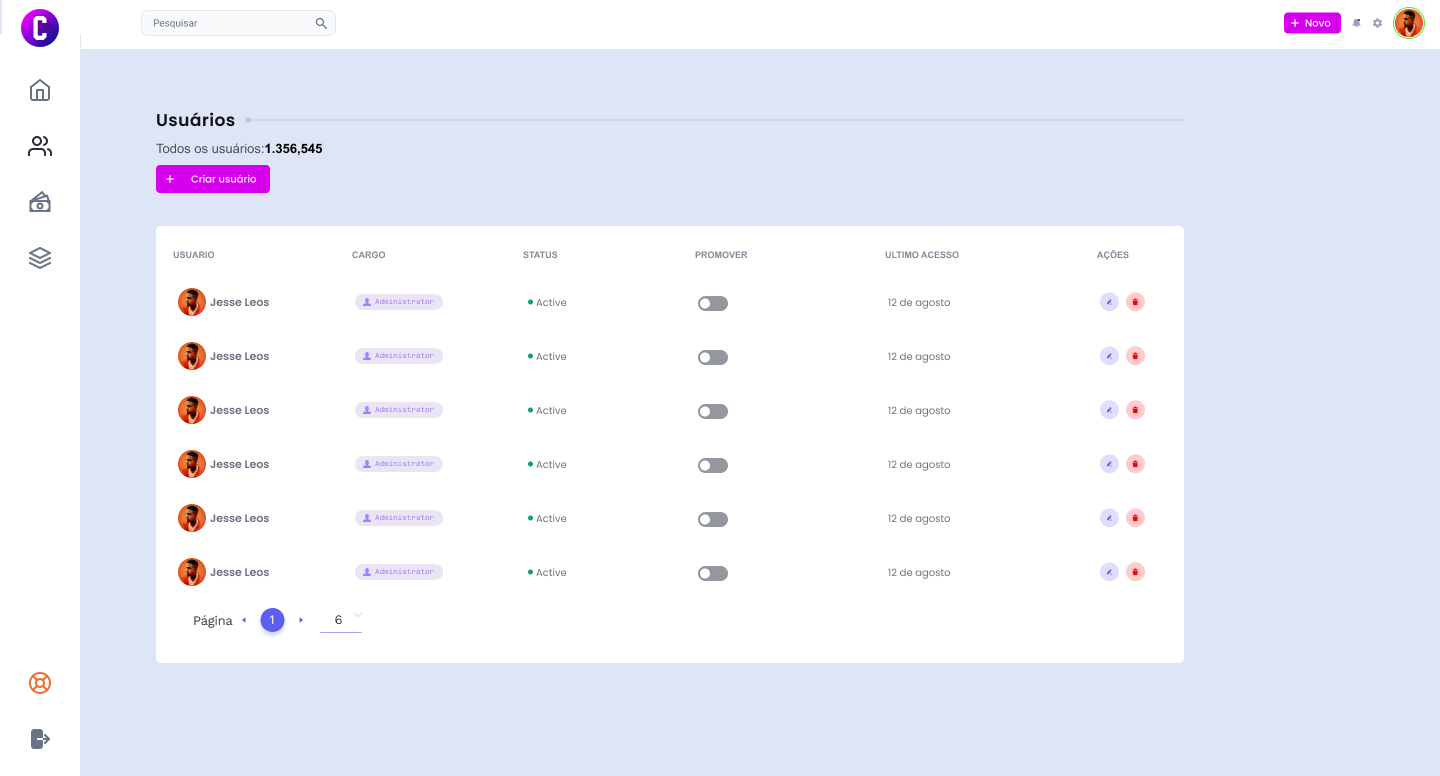 C
Pesquisar
+ Novo
Usuários
Todos os usuários:1.356,545
+ Criar usuário
USUARIO CARGO STATUS PROMOVER ULTIMO ACESSO AÇÕES
Jesse Leos Administrator Active 12 de agosto
Jesse Leos Administrator Active 12 de agosto
Jesse Leos Administrator Active 12 de agosto
Jesse Leos Administrator Active 12 de agosto
Jesse Leos Administrator Active 12 de agosto
Jesse Leos Administrator Active 12 de agosto
Página 1 6